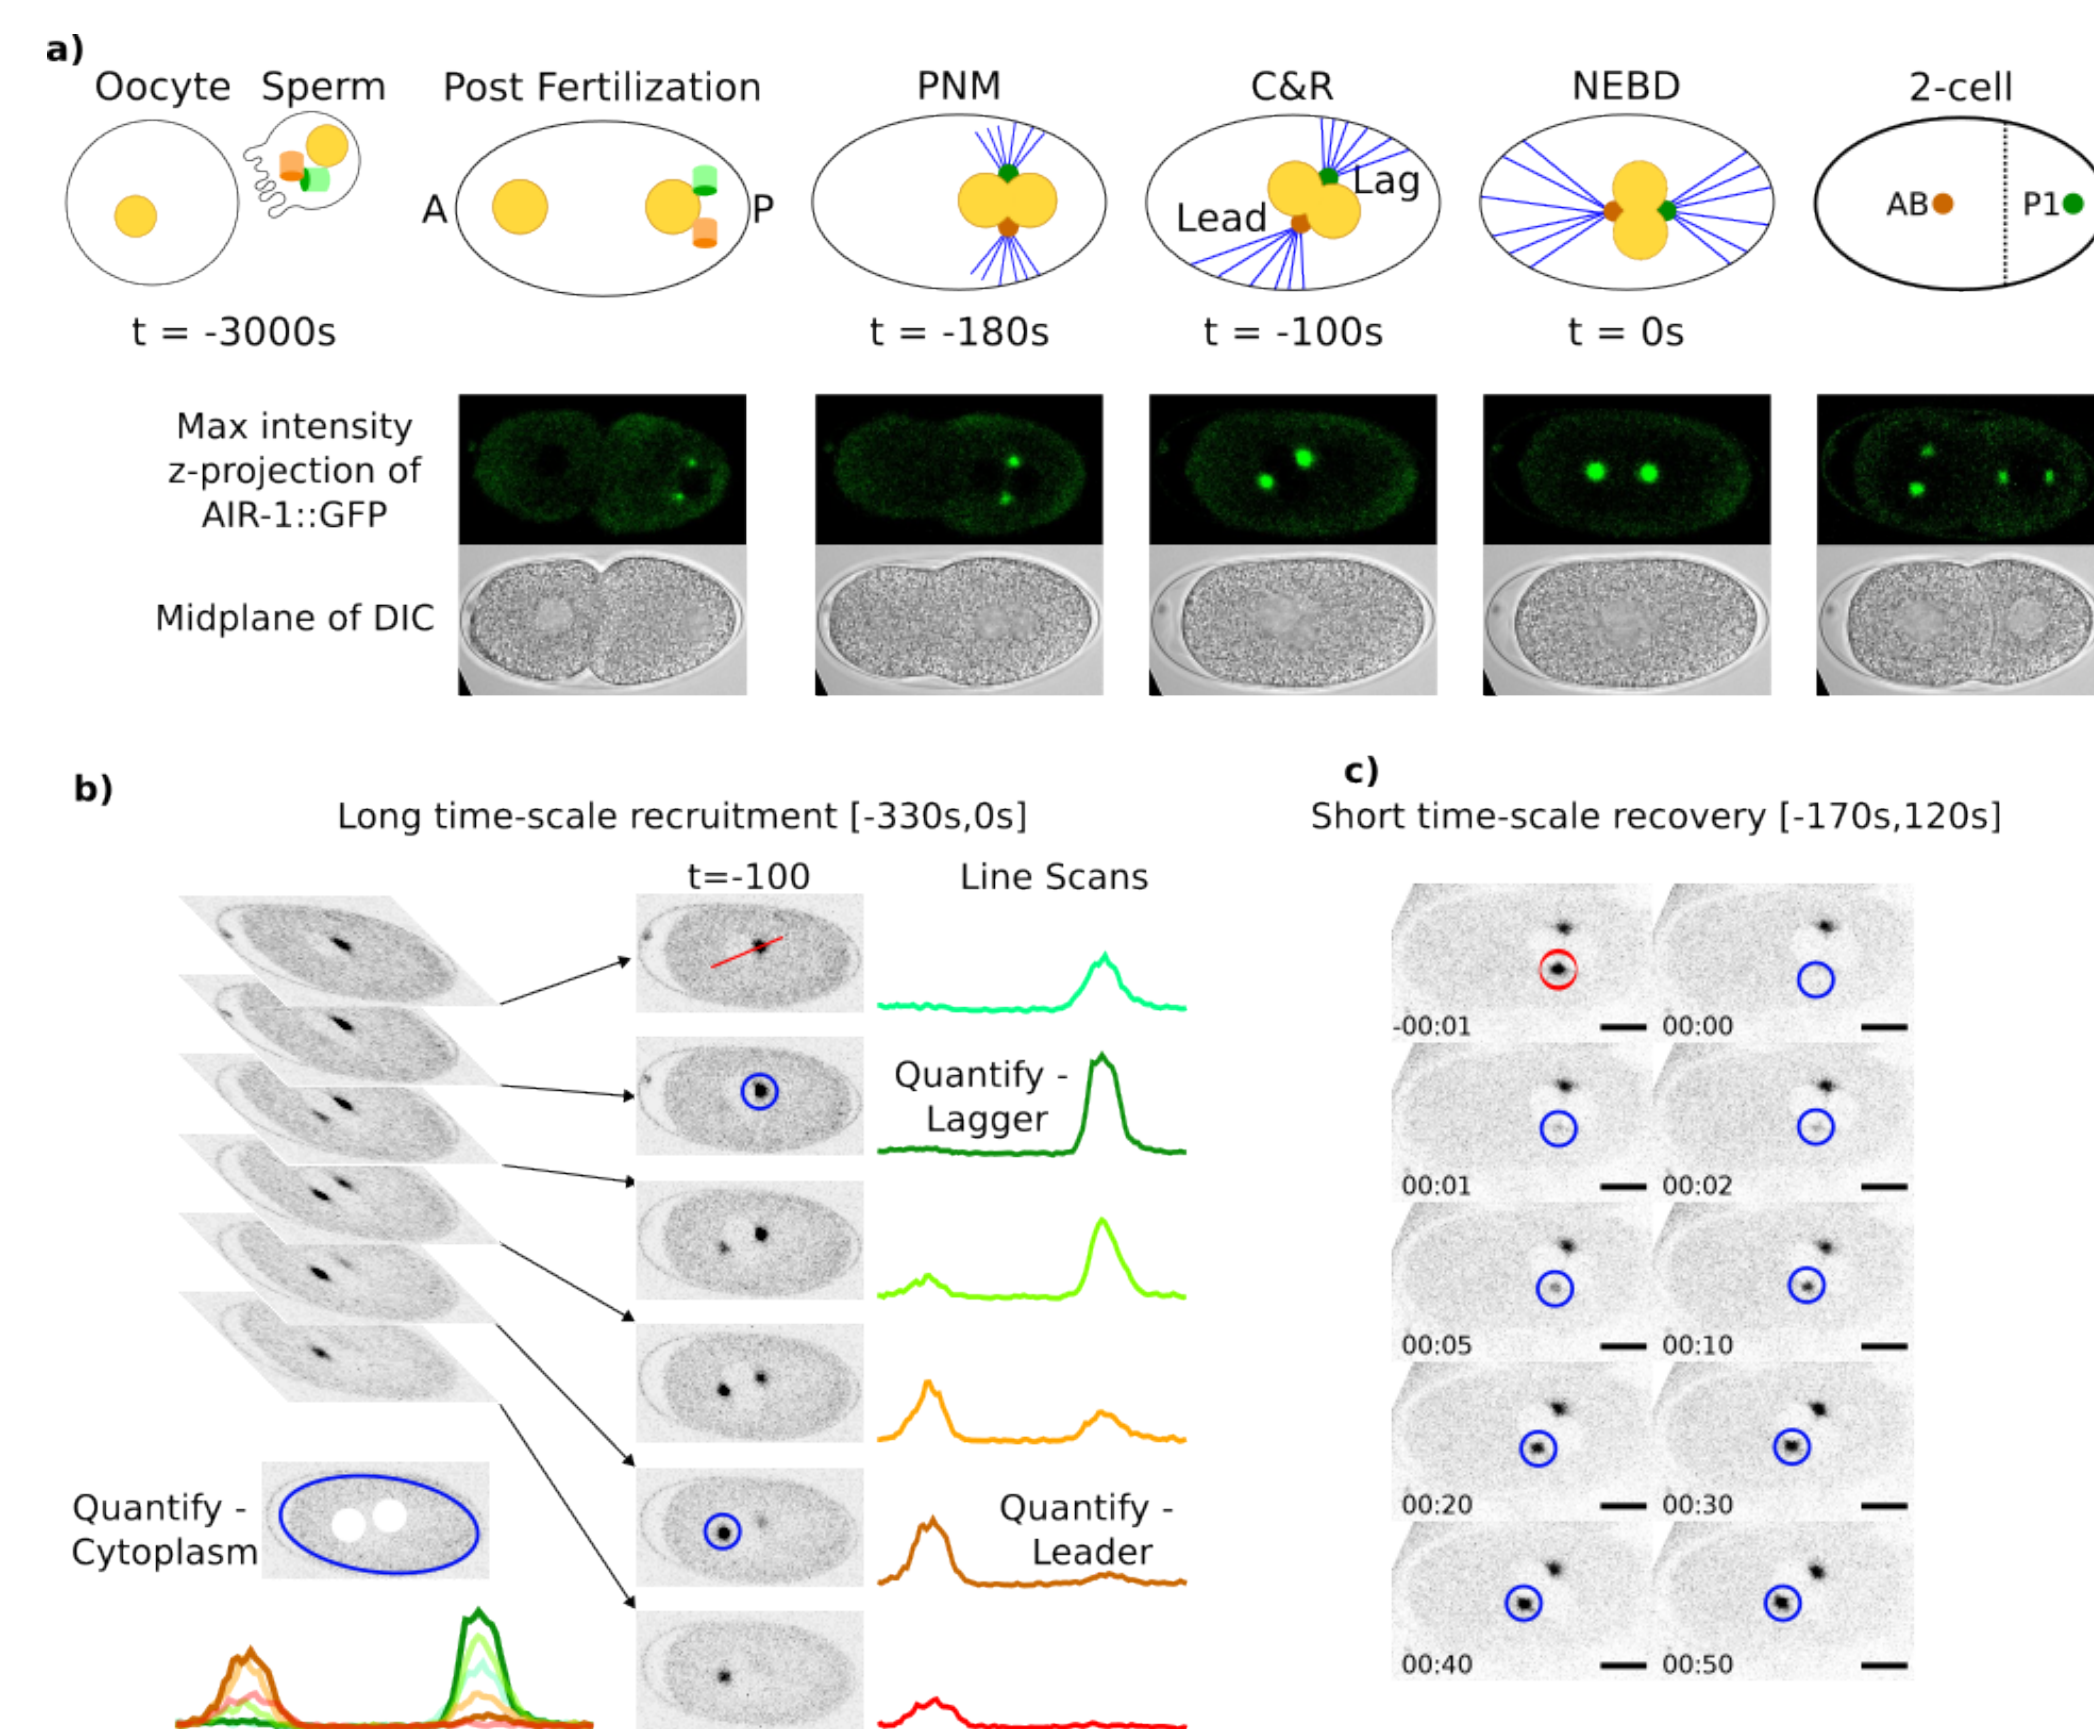 a)
Oocyte Sperm Post Fertilization PNM C&R NEBD 2-cell
A P Lead Lag AB P1
t = -3000s t = -180s t = -100s t = 0s
Max intensity
z-projection of
AIR-1::GFP
Midplane of DIC
b)
Long time-scale recruitment [-330s,0s]
t=-100 Line Scans
Quantify -
Lagger
Quantify -
Leader
Quantify -
Cytoplasm
c)
Short time-scale recovery [-170s,120s]
-00:01 00:00
00:01 00:02
00:05 00:10
00:20 00:30
00:40 00:50